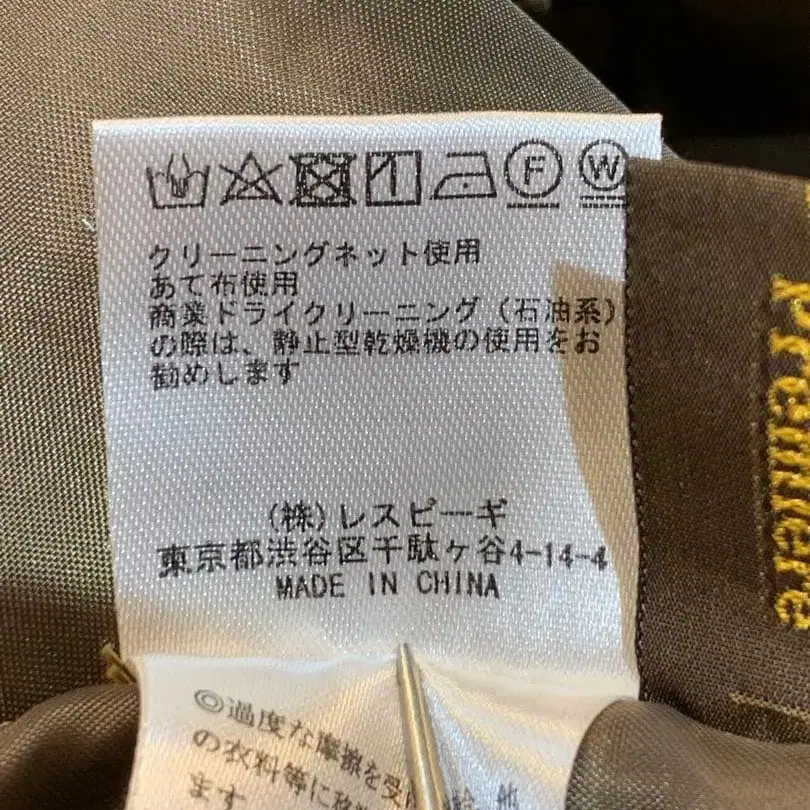 F W
クリーニングネット使用
あて布使用
商業ドライクリーニング（石油系）
の際は、静止型乾燥機の使用をお
勧めします
（株）レスピーギ
東京都渋谷区千駄ヶ谷4-14-4
MADE IN CHINA
◎過度な摩擦を受
の衣料等に移
ます
Premiere